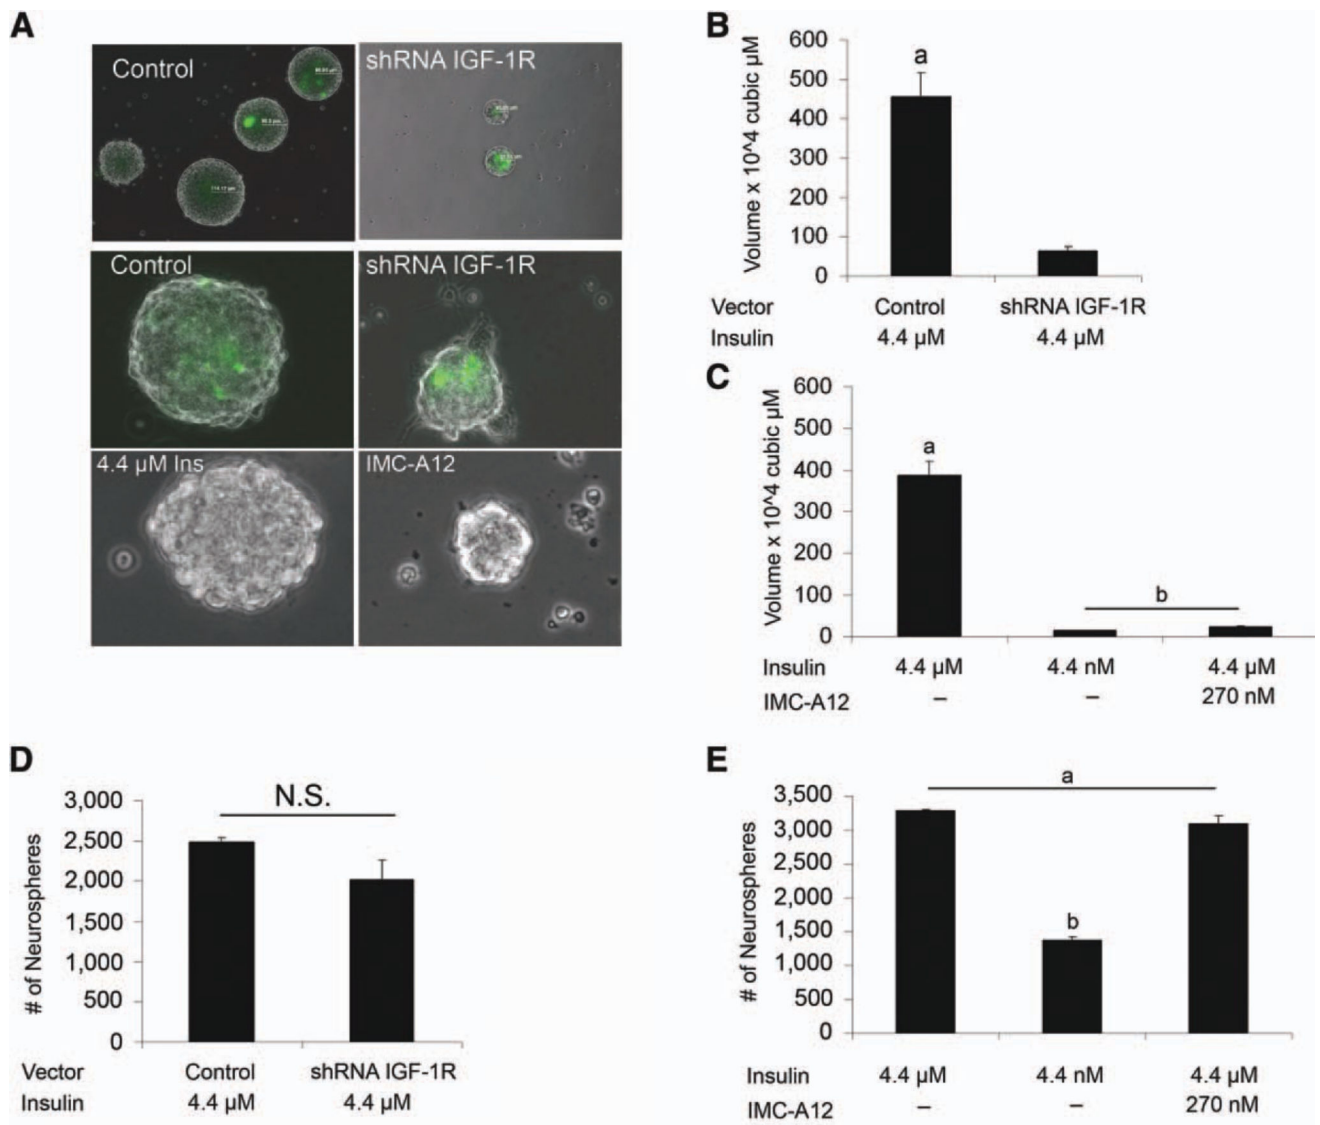 A
Control
shRNA IGF-1R
Control
shRNA IGF-1R
4.4 µM Ins
IMC-A12
B
Volume x 10^4 cubic µM
600
500
400
300
200
100
0
a
Vector Control shRNA IGF-1R
Insulin 4.4 µM 4.4 µM
C
Volume x 10^4 cubic µM
600
500
400
300
200
100
0
a
b
Insulin 4.4 µM 4.4 nM 4.4 µM
IMC-A12 – – 270 nM
D
# of Neurospheres
3,000
2,500
2,000
1,500
1,000
500
0
N.S.
Vector Control shRNA IGF-1R
Insulin 4.4 µM 4.4 µM
E
# of Neurospheres
3,500
3,000
2,500
2,000
1,500
1,000
500
0
a
b
Insulin 4.4 µM 4.4 nM 4.4 µM
IMC-A12 – – 270 nM